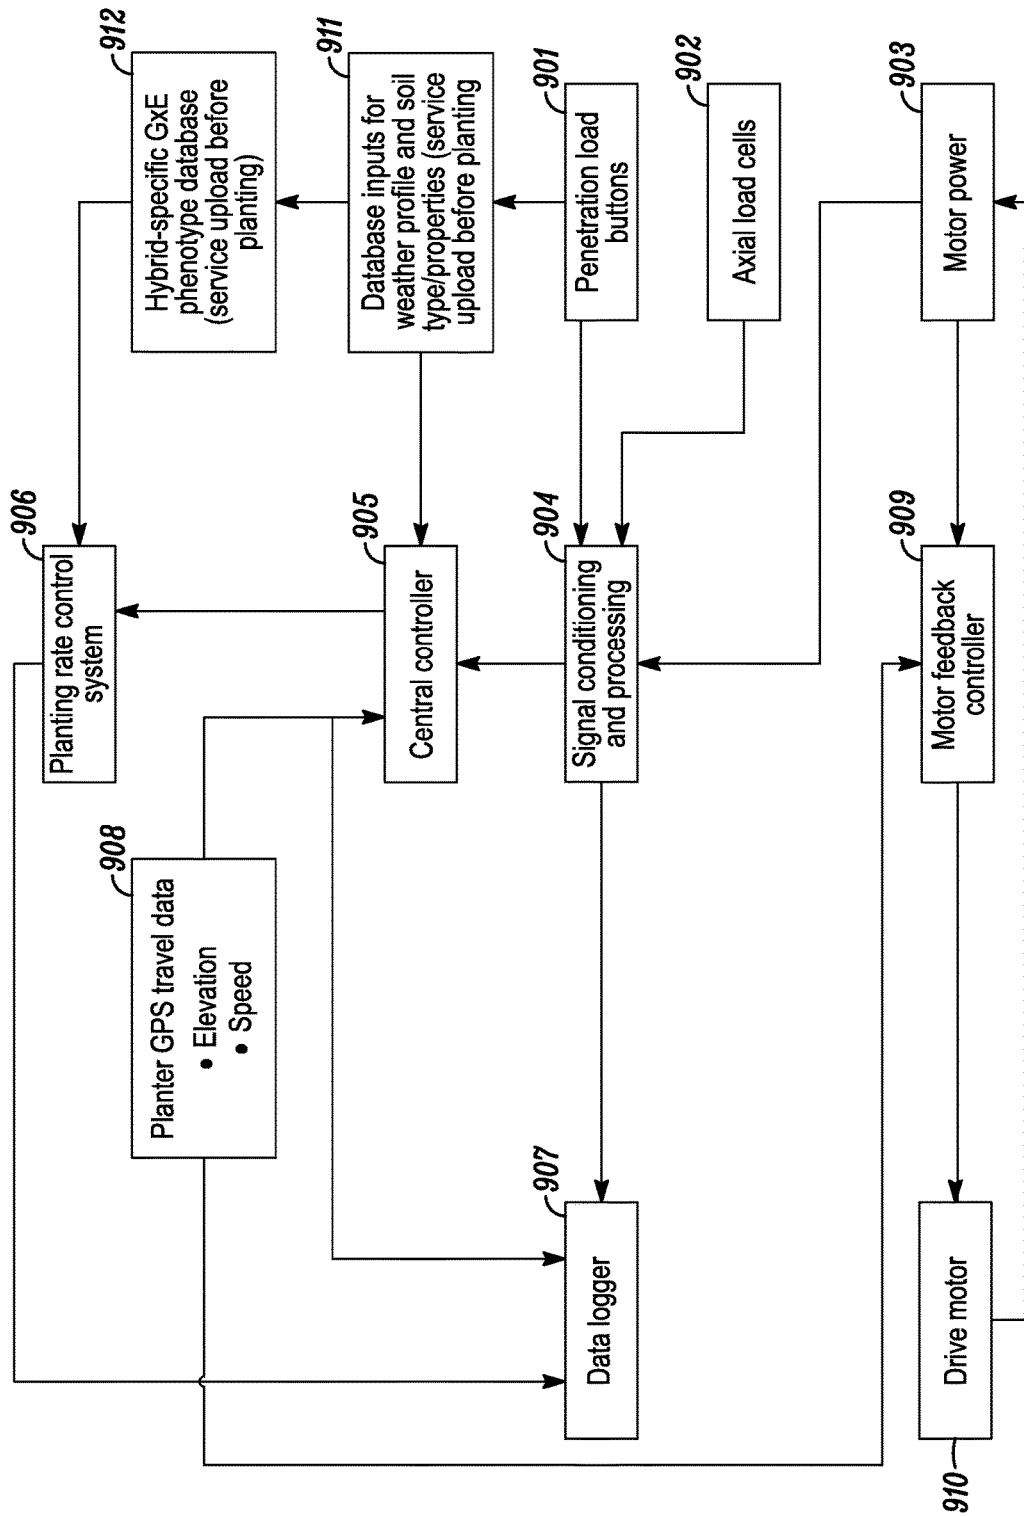 906
Planting rate control
system
908
Planter GPS travel data
• Elevation
• Speed
912
Hybrid-specific GxE
phenotype database
(service upload before
planting)
905
Central controller
911
Database inputs for
weather profile and soil
type/properties (service
upload before planting
907
Data logger
904
Signal conditioning
and processing
901
Penetration load
buttons
902
Axial load cells
910
Drive motor
909
Motor feedback
controller
903
Motor power